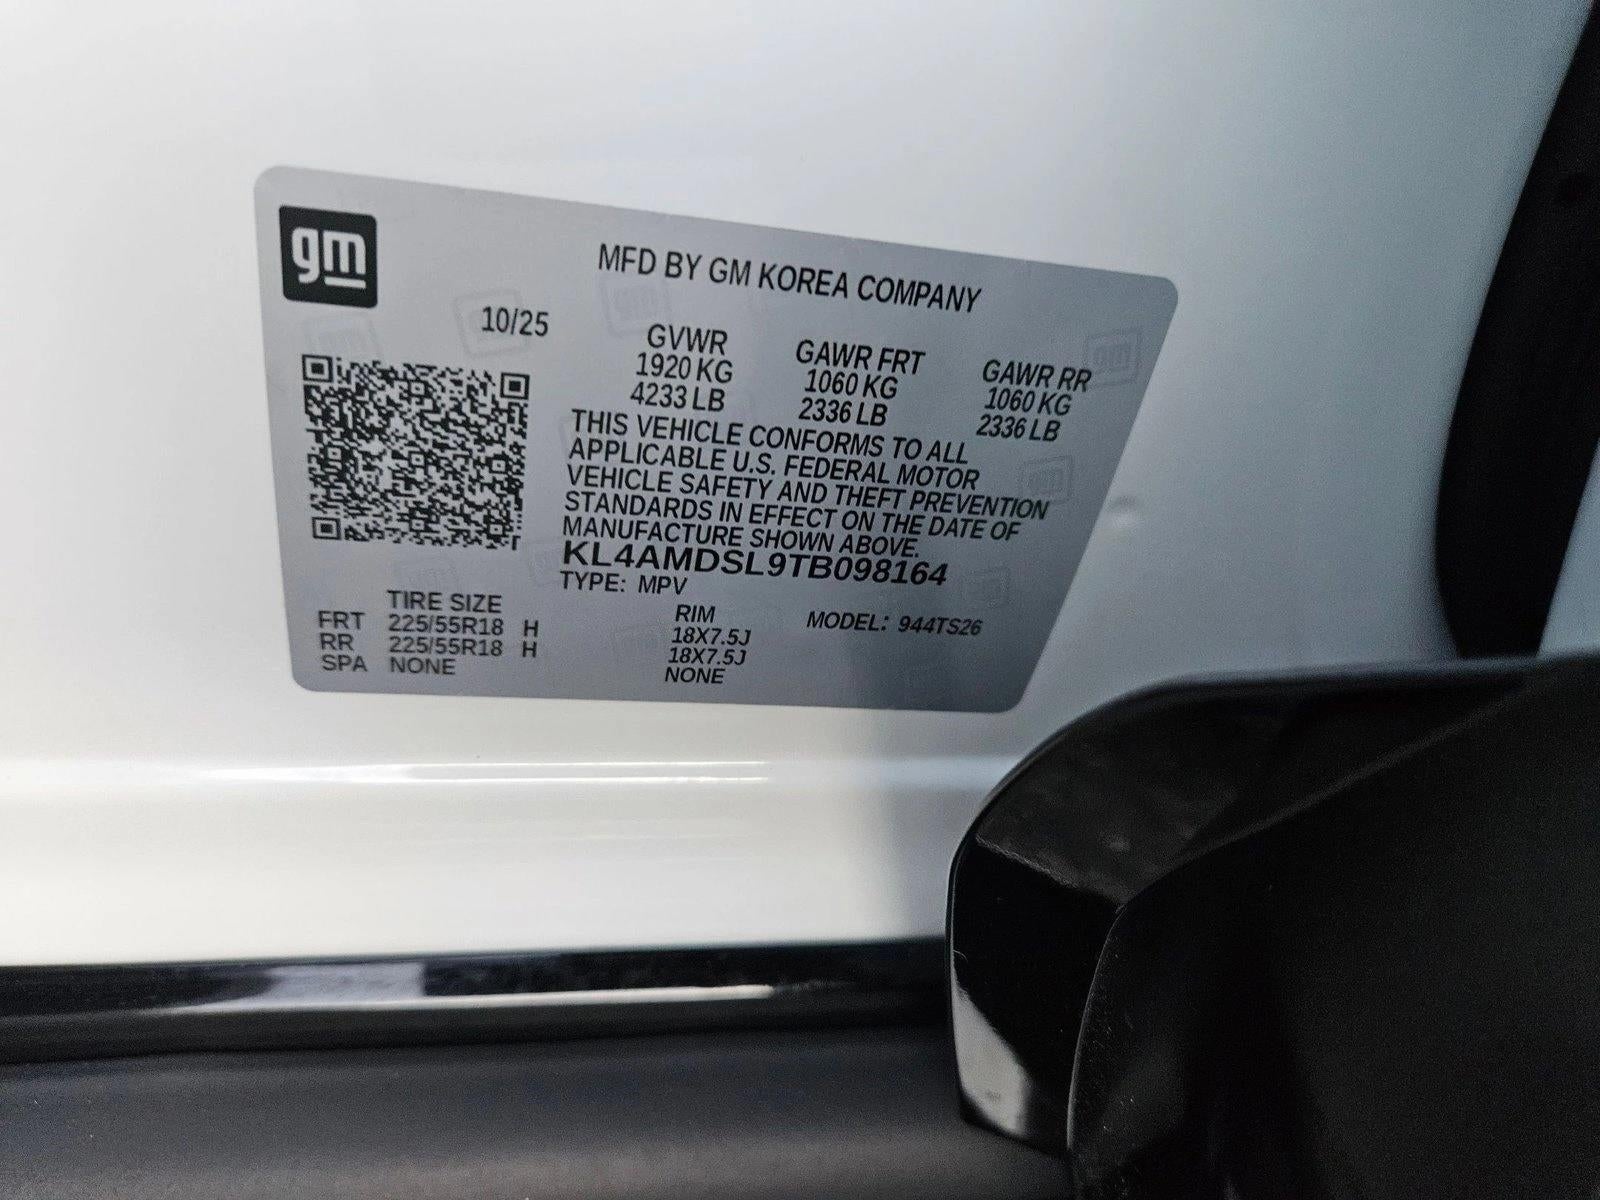 gm
MFD BY GM KOREA COMPANY
10/25
GVWR GAWR FRT GAWR RR
1920 KG 1060 KG 1060 KG
4233 LB 2336 LB 2336 LB
THIS VEHICLE CONFORMS TO ALL
APPLICABLE U.S. FEDERAL MOTOR
VEHICLE SAFETY AND THEFT PREVENTION
STANDARDS IN EFFECT ON THE DATE OF
MANUFACTURE SHOWN ABOVE.
KL4AMDSL9TB098164
TYPE: MPV
TIRE SIZE RIM MODEL: 944TS26
FRT 225/55R18 H 18X7.5J
RR 225/55R18 H 18X7.5J
SPA NONE NONE